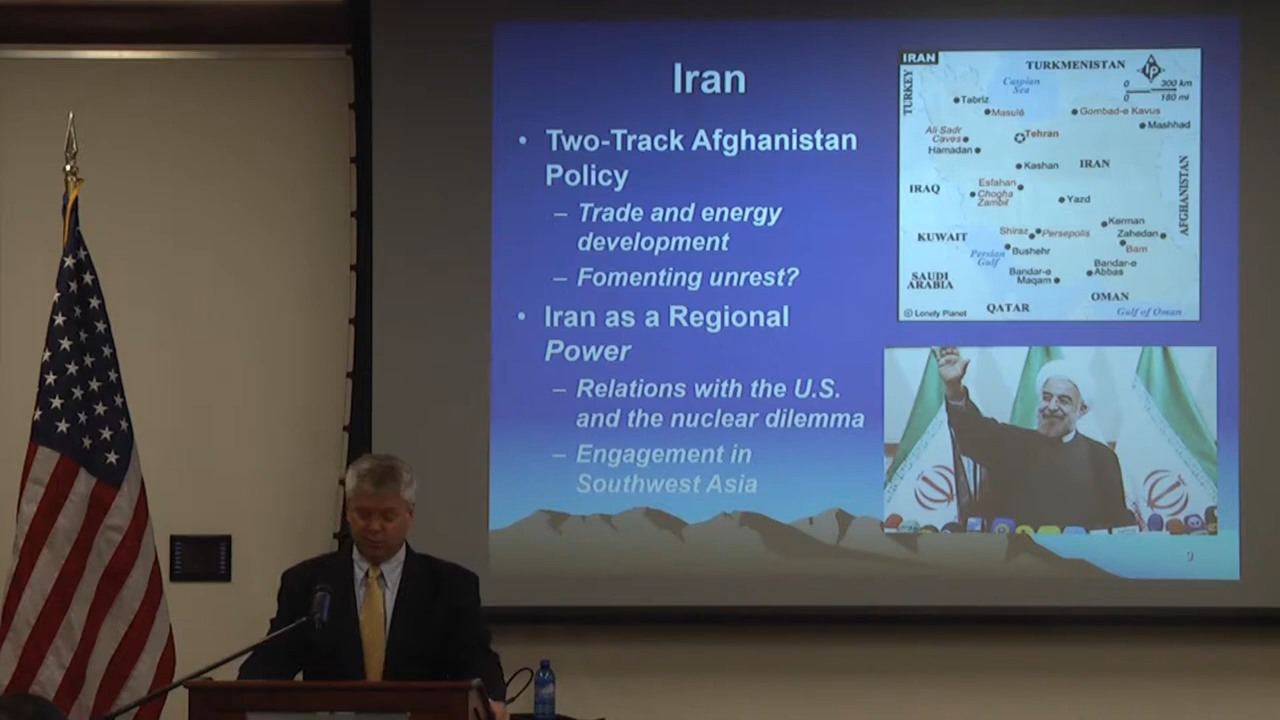 Iran
• Two-Track Afghanistan
Policy
– Trade and energy
development
– Fomenting unrest?
• Iran as a Regional
Power
– Relations with the U.S.
and the nuclear dilemma
– Engagement in
Southwest Asia
IRAN
TURKMENISTAN
TURKEY
Caspian
Sea
0 300 km
0 180 mi
Tabriz
Masulé
Gombad-e Kavus
Mashhad
Ali Sadr
Caves
Tehran
Hamadan
Kashan
IRAN
AFGHANISTAN
IRAQ
Esfahan
Chogha
Zambil
Yazd
Kerman
KUWAIT
Shiraz
Persepolis
Zahedan
Persian
Gulf
Bushehr
Bam
SAUDI
ARABIA
Bandar-e
Maqam
Bandar-e
Abbas
OMAN
© Lonely Planet
QATAR
Gulf of Oman
9